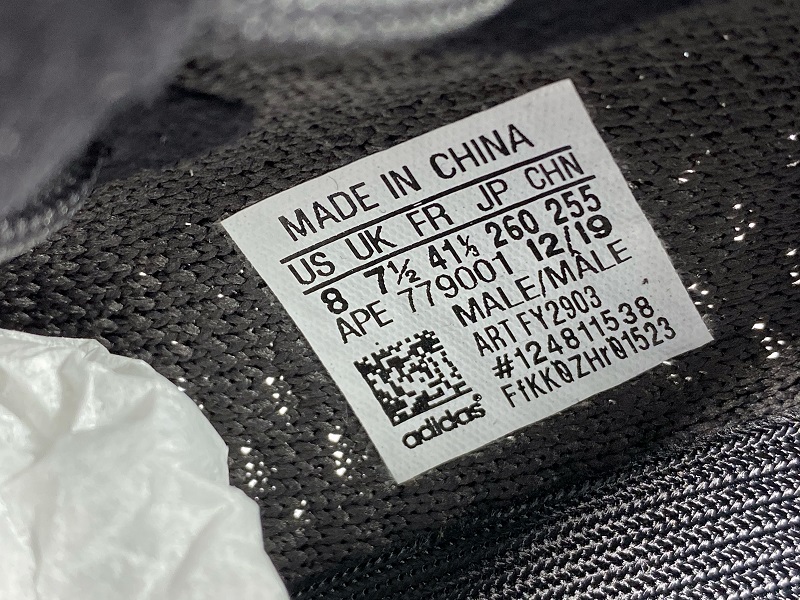 MADE IN CHINA
US UK FR JP CHN
8 7½ 41⅓ 260 255
APE 779001 12/19
MALE/MÂLE
ART FY2903
#124811538
FfKK0ZHr01523
adidas®